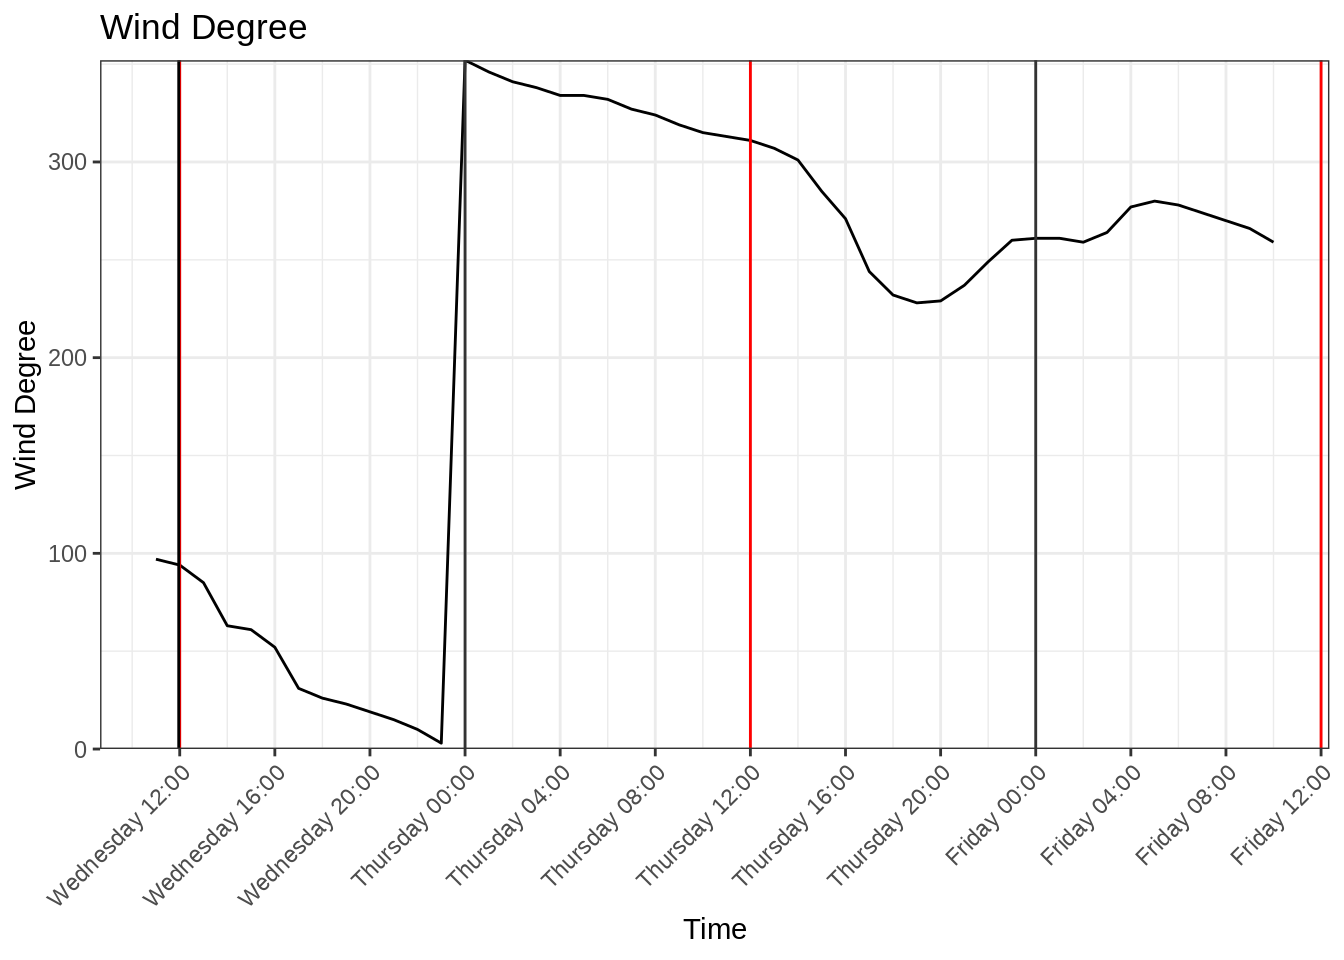 Wind Degree
Wind Degree
300
200
100
0
Wednesday 12:00
Wednesday 16:00
Wednesday 20:00
Thursday 00:00
Thursday 04:00
Thursday 08:00
Thursday 12:00
Thursday 16:00
Thursday 20:00
Friday 00:00
Friday 04:00
Friday 08:00
Friday 12:00
Time